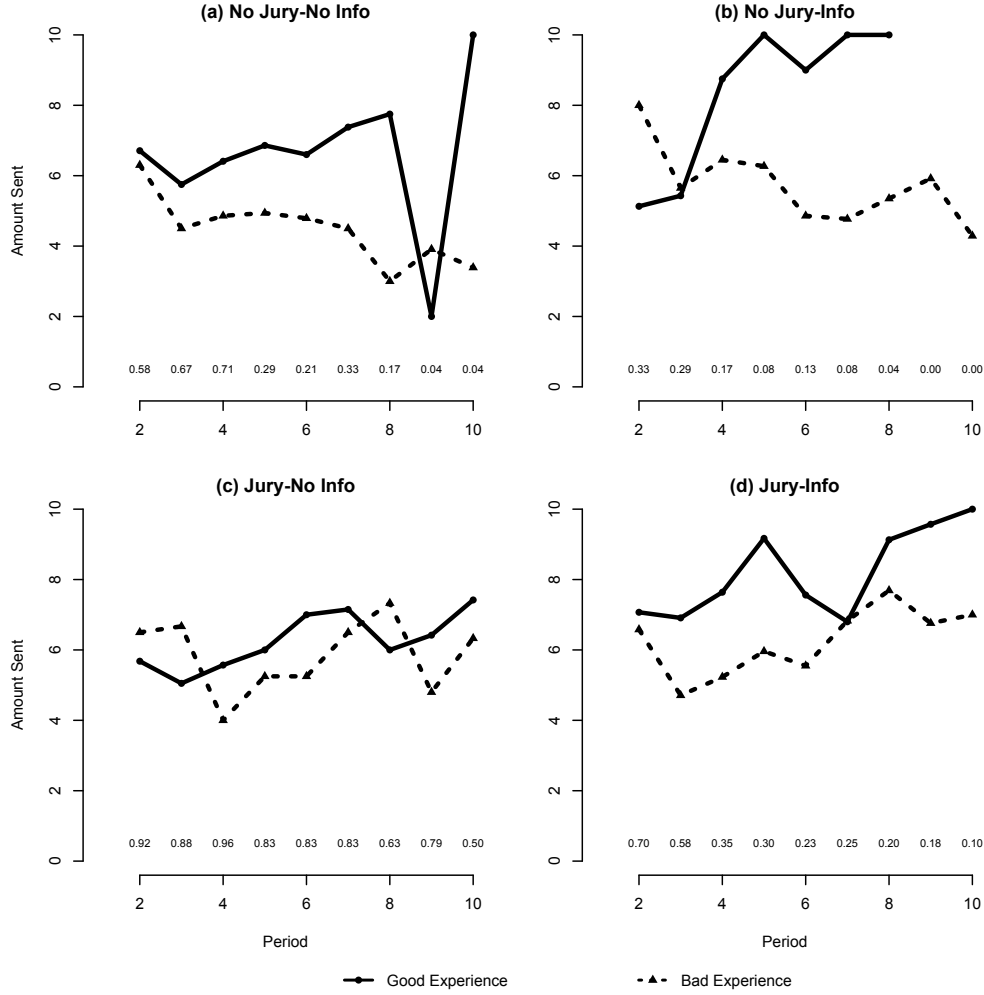 (a) No Jury-No Info
(b) No Jury-Info
Amount Sent
0 2 4 6 8 10
0 2 4 6 8 10
0.58 0.67 0.71 0.29 0.21 0.33 0.17 0.04 0.04
0.33 0.29 0.17 0.08 0.13 0.08 0.04 0.00 0.00
2 4 6 8 10
2 4 6 8 10
(c) Jury-No Info
(d) Jury-Info
Amount Sent
0 2 4 6 8 10
0 2 4 6 8 10
0.92 0.88 0.96 0.83 0.83 0.83 0.63 0.79 0.50
0.70 0.58 0.35 0.30 0.23 0.25 0.20 0.18 0.10
2 4 6 8 10
2 4 6 8 10
Period
Period
Good Experience
Bad Experience